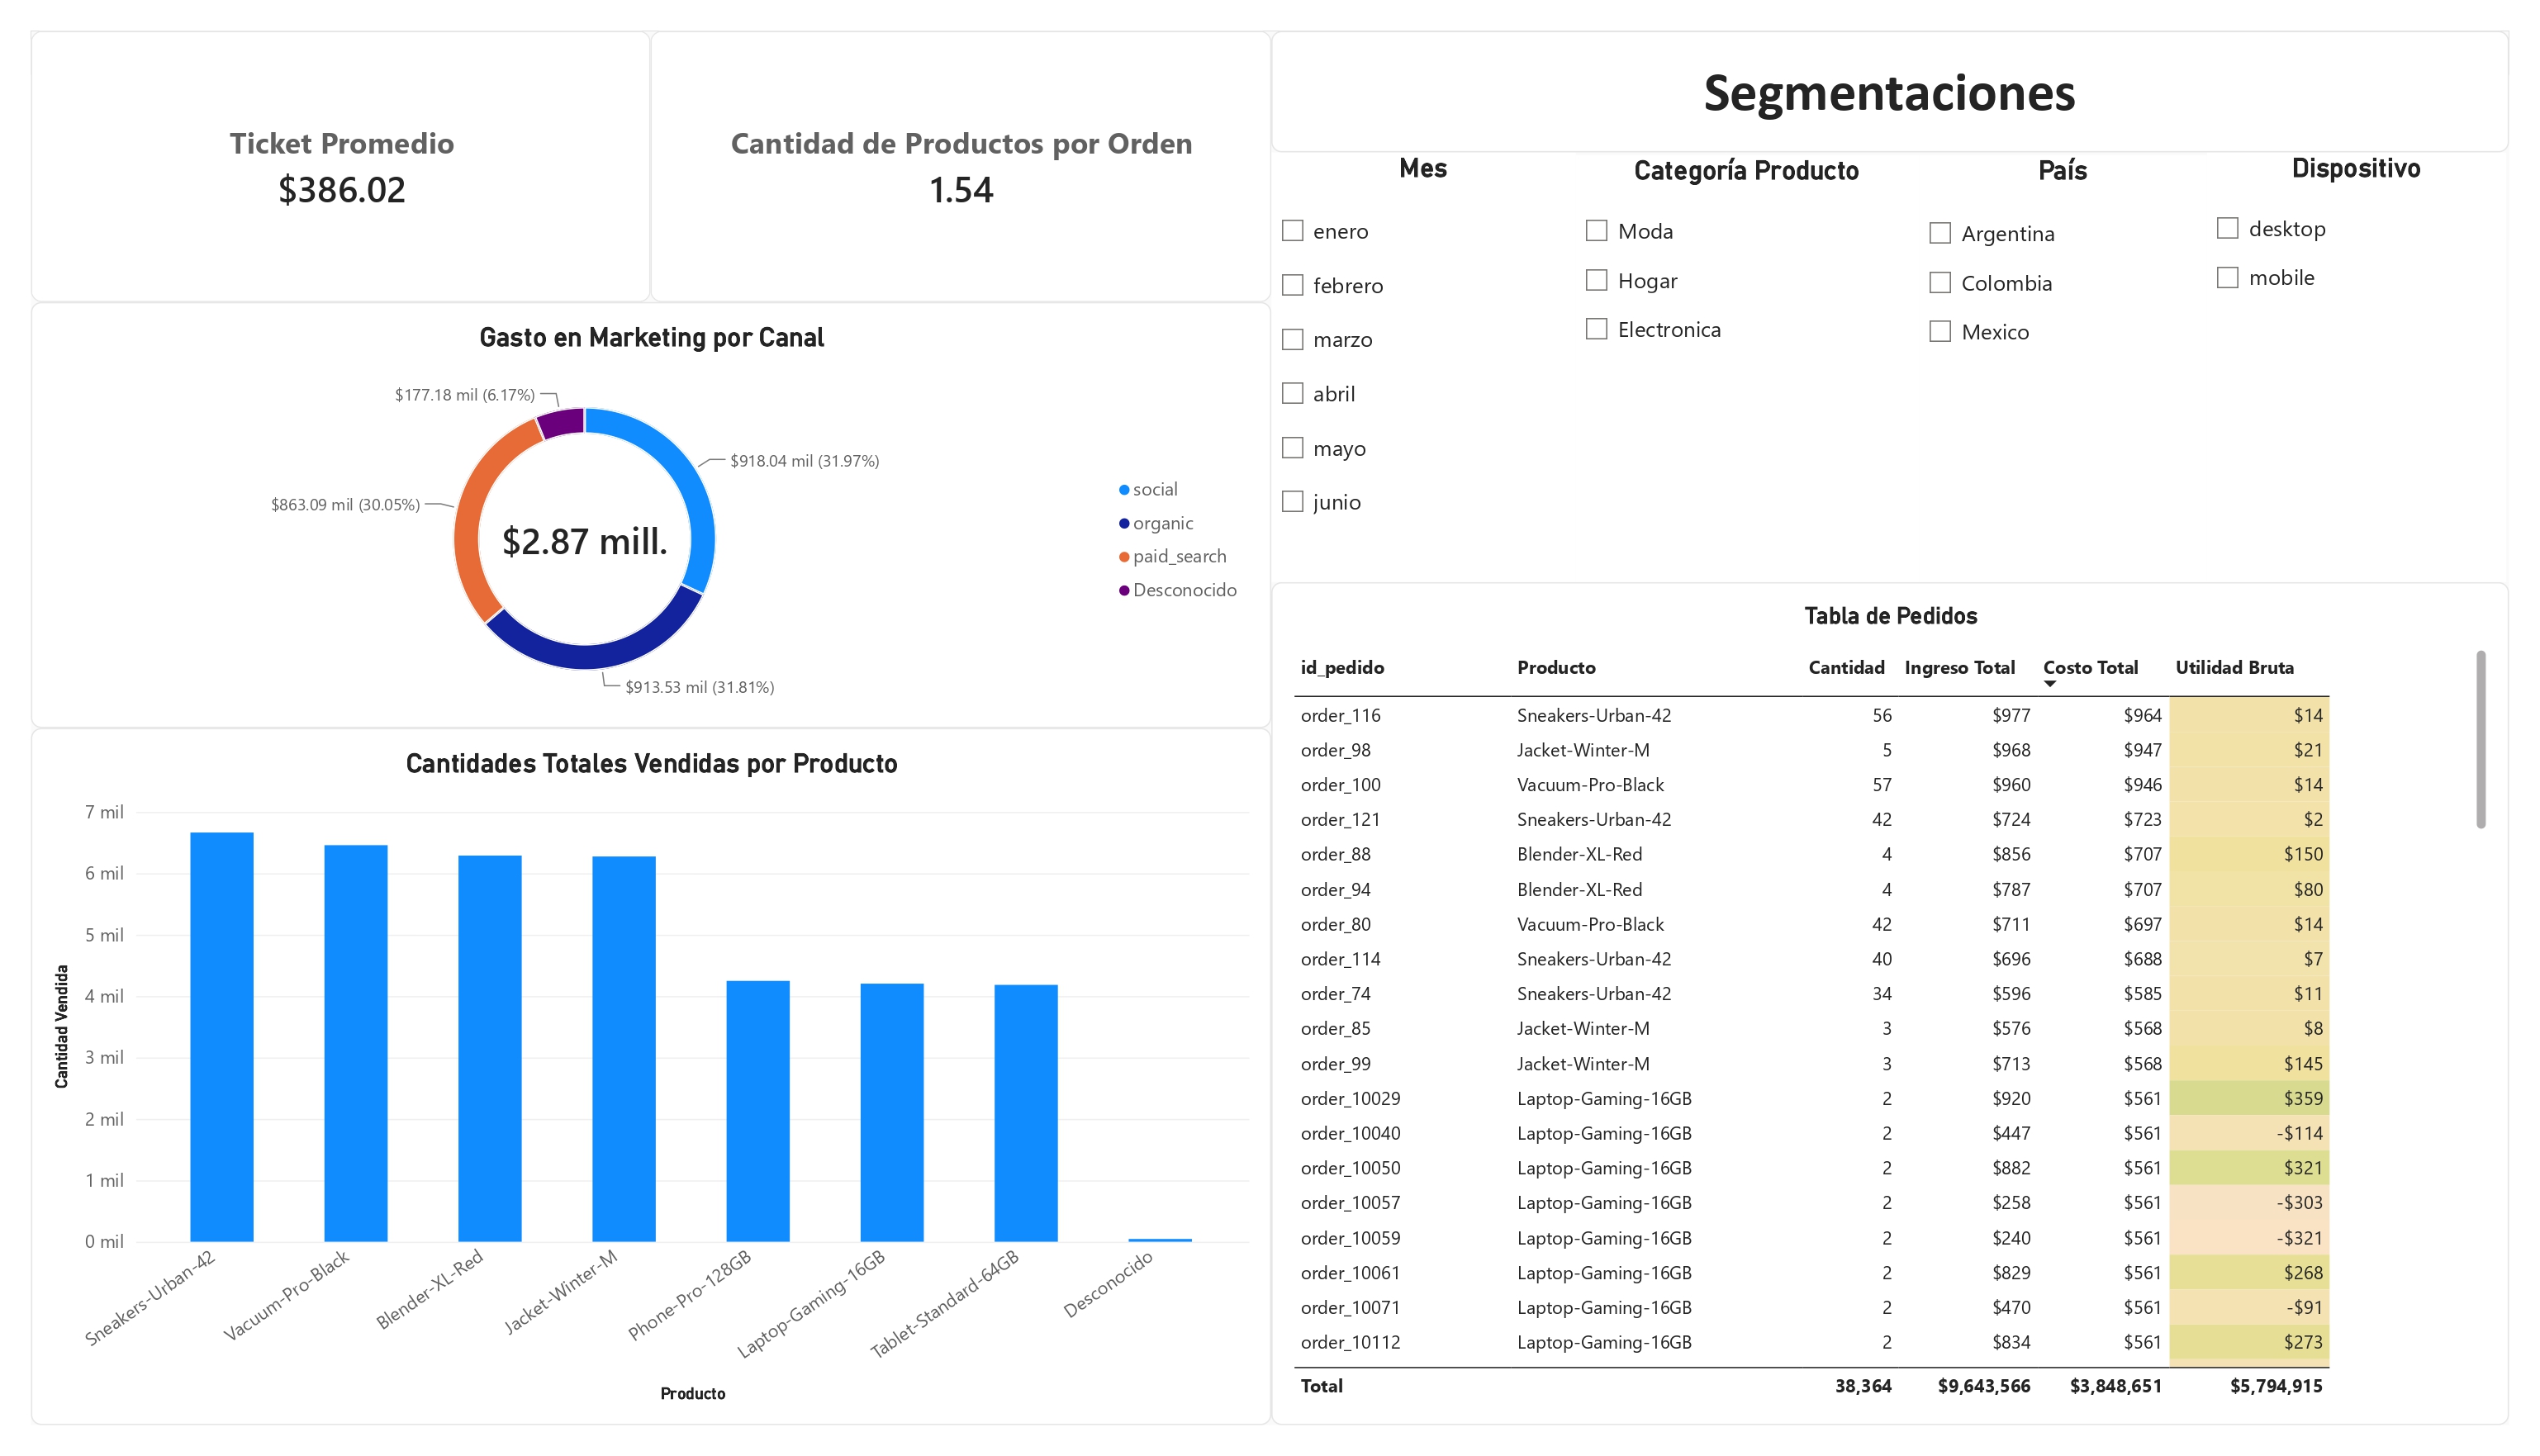 Ticket Promedio
$386.02
Cantidad de Productos por Orden
1.54
Segmentaciones
Mes
enero
febrero
marzo
abril
mayo
junio
Categoría Producto
Moda
Hogar
Electronica
País
Argentina
Colombia
Mexico
Dispositivo
desktop
mobile
Gasto en Marketing por Canal
$177.18 mil (6.17%)
$918.04 mil (31.97%)
$863.09 mil (30.05%)
$2.87 mill.
$913.53 mil (31.81%)
social
organic
paid_search
Desconocido
Cantidades Totales Vendidas por Producto
Cantidad Vendida
7 mil
6 mil
5 mil
4 mil
3 mil
2 mil
1 mil
0 mil
Sneakers-Urban-42
Vacuum-Pro-Black
Blender-XL-Red
Jacket-Winter-M
Phone-Pro-128GB
Laptop-Gaming-16GB
Tablet-Standard-64GB
Desconocido
Producto
Tabla de Pedidos
id_pedido Producto Cantidad Ingreso Total Costo Total Utilidad Bruta
order_116 Sneakers-Urban-42 56 $977 $964 $14
order_98 Jacket-Winter-M 5 $968 $947 $21
order_100 Vacuum-Pro-Black 57 $960 $946 $14
order_121 Sneakers-Urban-42 42 $724 $723 $2
order_88 Blender-XL-Red 4 $856 $707 $150
order_94 Blender-XL-Red 4 $787 $707 $80
order_80 Vacuum-Pro-Black 42 $711 $697 $14
order_114 Sneakers-Urban-42 40 $696 $688 $7
order_74 Sneakers-Urban-42 34 $596 $585 $11
order_85 Jacket-Winter-M 3 $576 $568 $8
order_99 Jacket-Winter-M 3 $713 $568 $145
order_10029 Laptop-Gaming-16GB 2 $920 $561 $359
order_10040 Laptop-Gaming-16GB 2 $447 $561 -$114
order_10050 Laptop-Gaming-16GB 2 $882 $561 $321
order_10057 Laptop-Gaming-16GB 2 $258 $561 -$303
order_10059 Laptop-Gaming-16GB 2 $240 $561 -$321
order_10061 Laptop-Gaming-16GB 2 $829 $561 $268
order_10071 Laptop-Gaming-16GB 2 $470 $561 -$91
order_10112 Laptop-Gaming-16GB 2 $834 $561 $273
Total 38,364 $9,643,566 $3,848,651 $5,794,915